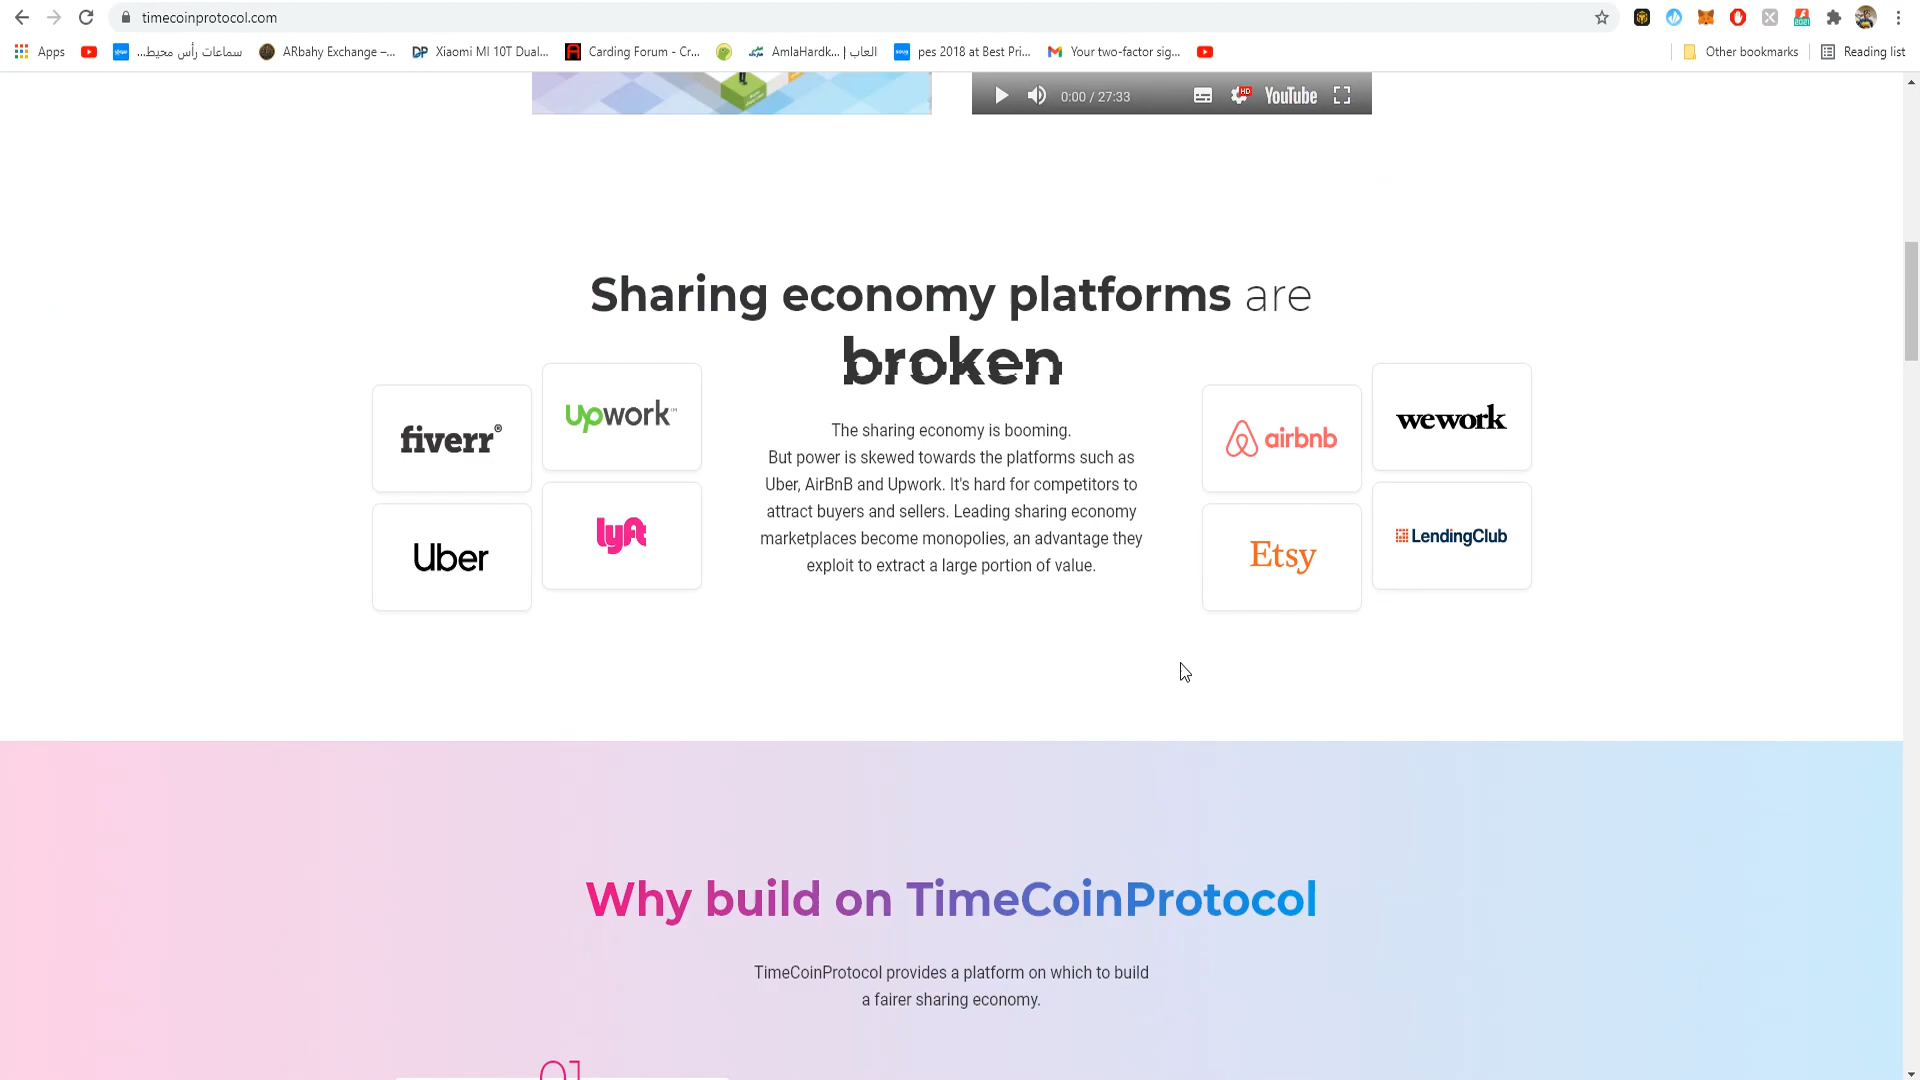 timecoinprotocol.com
Apps
...سماعات رأس محيط
ARbahy Exchange –...
DP Xiaomi MI 10T Dual...
Carding Forum - Cr...
AmlaHardk... | العاب
souq pes 2018 at Best Pri...
Your two-factor sig...
Other bookmarks
Reading list
0:00 / 27:33
HD
YouTube
Sharing economy platforms are
broken
fiverr®
upwork™
Uber
lyft
The sharing economy is booming.
But power is skewed towards the platforms such as
Uber, AirBnB and Upwork. It's hard for competitors to
attract buyers and sellers. Leading sharing economy
marketplaces become monopolies, an advantage they
exploit to extract a large portion of value.
airbnb
wework
Etsy
LendingClub
Why build on TimeCoinProtocol
TimeCoinProtocol provides a platform on which to build
a fairer sharing economy.
01